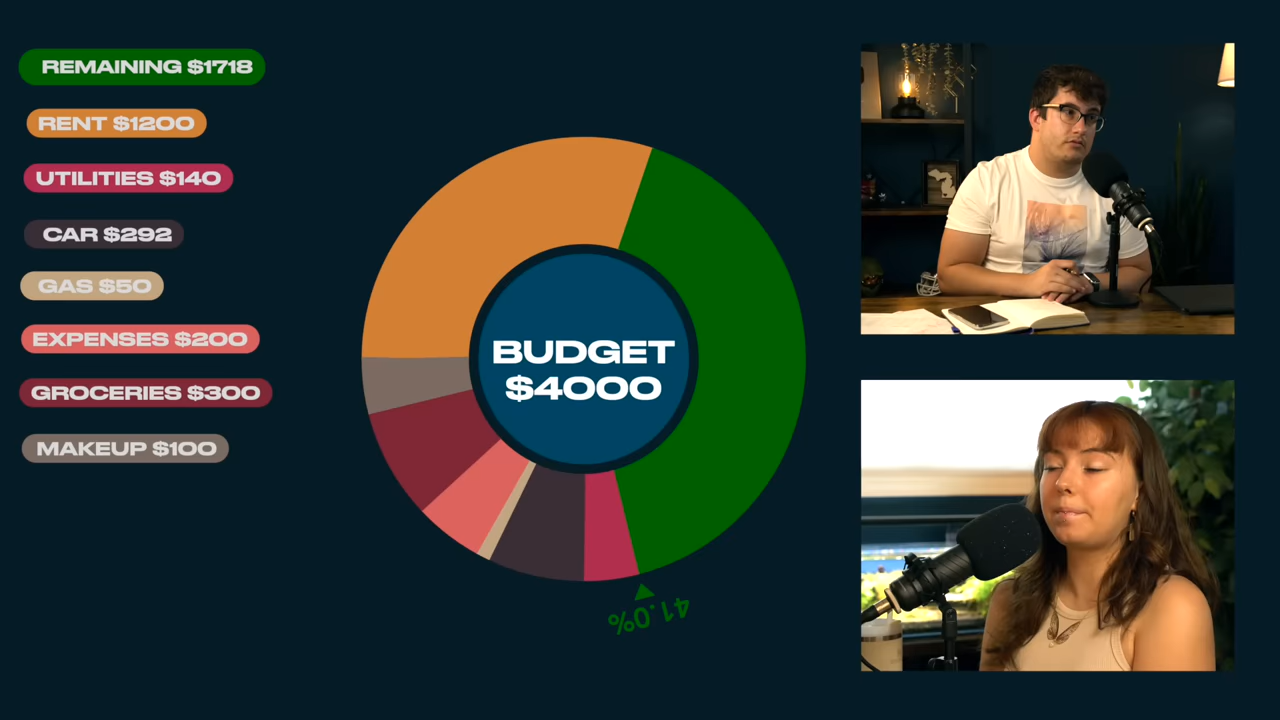 REMAINING $1718
RENT $1200
UTILITIES $140
CAR $292
GAS $50
EXPENSES $200
GROCERIES $300
MAKEUP $100
BUDGET
$4000
41.0%